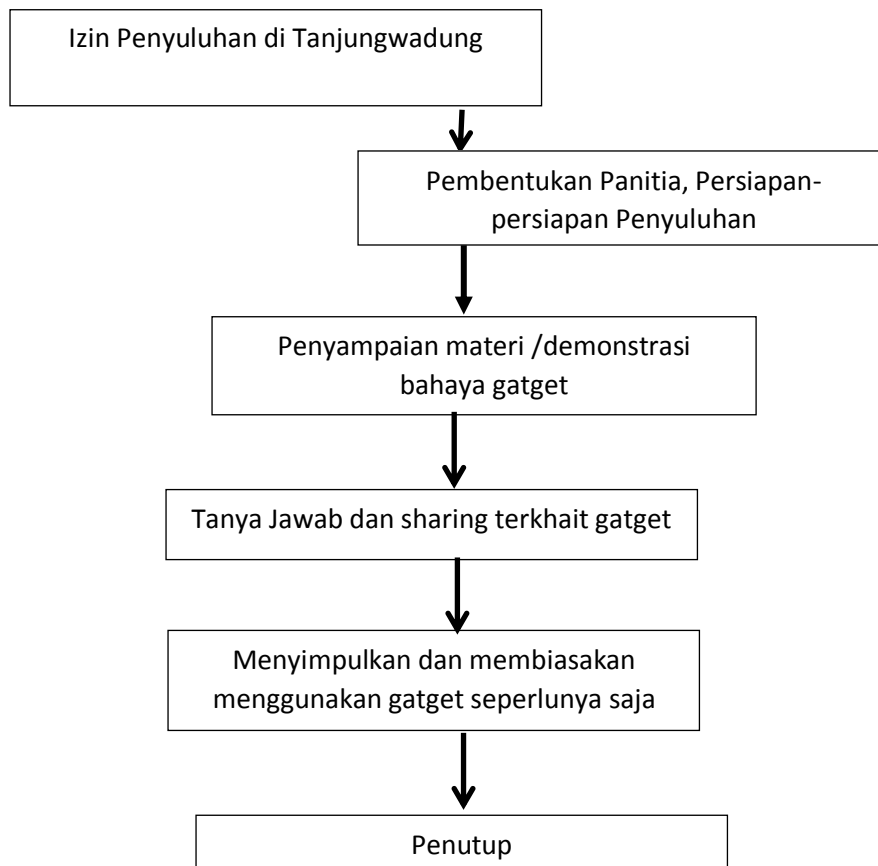 Izin Penyuluhan di Tanjungwadung
Pembentukan Panitia, Persiapan-
persiapan Penyuluhan
Penyampaian materi /demonstrasi
bahaya gatget
Tanya Jawab dan sharing terkhait gatget
Menyimpulkan dan membiasakan
menggunakan gatget seperlunya saja
Penutup